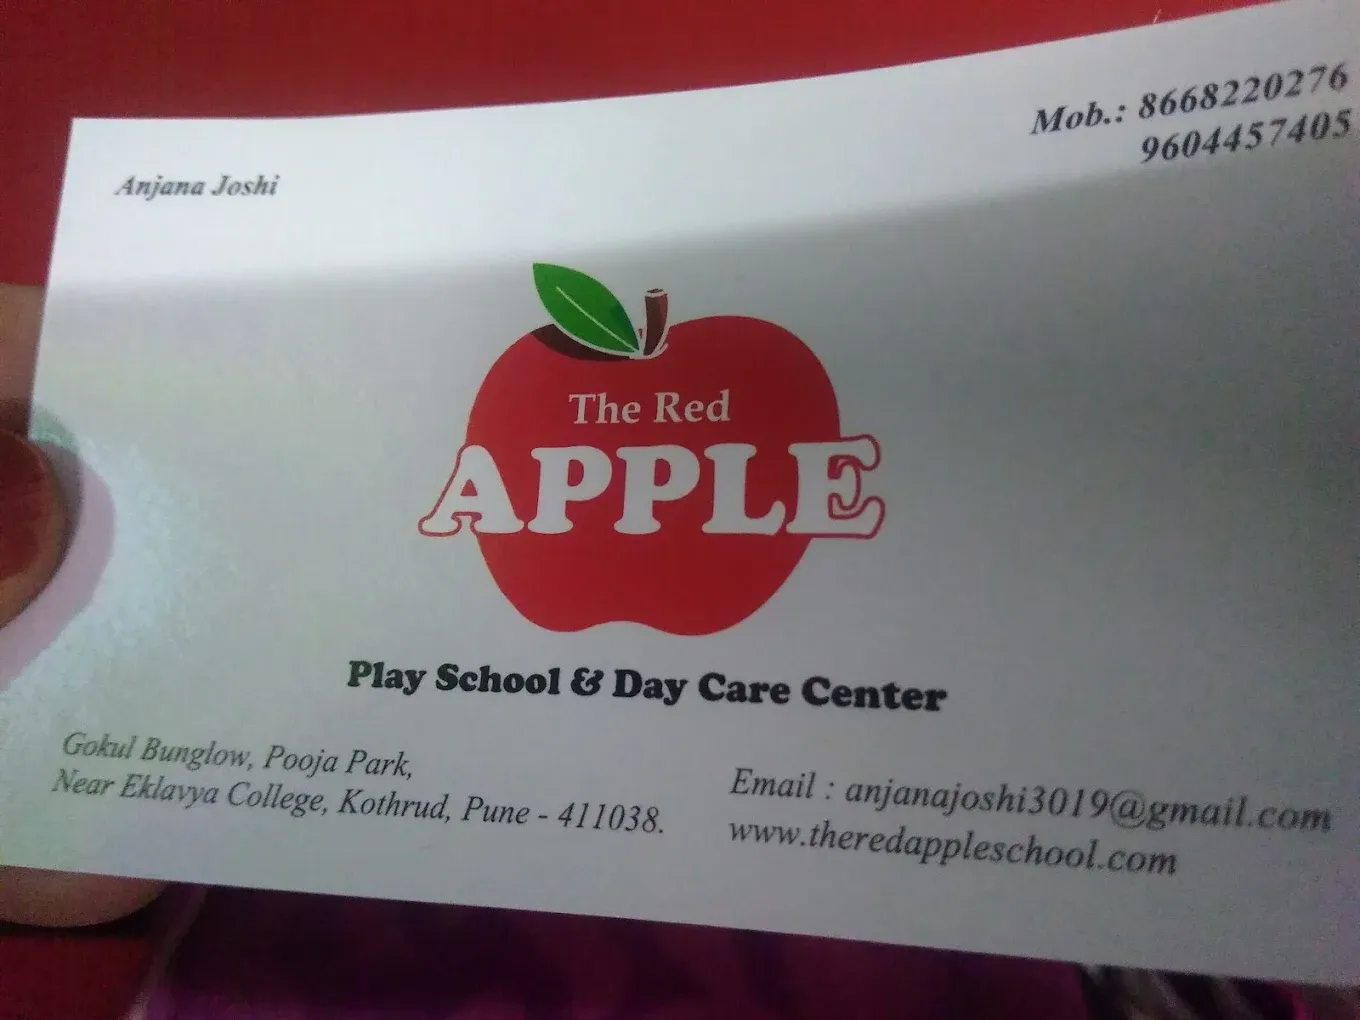 Anjana Joshi
Mob.: 8668220276
9604457405
The Red
APPLE
Play School & Day Care Center
Gokul Bunglow, Pooja Park,
Near Eklavya College, Kothrud, Pune - 411038.
Email : anjanajoshi3019@gmail.com
www.theredappleschool.com